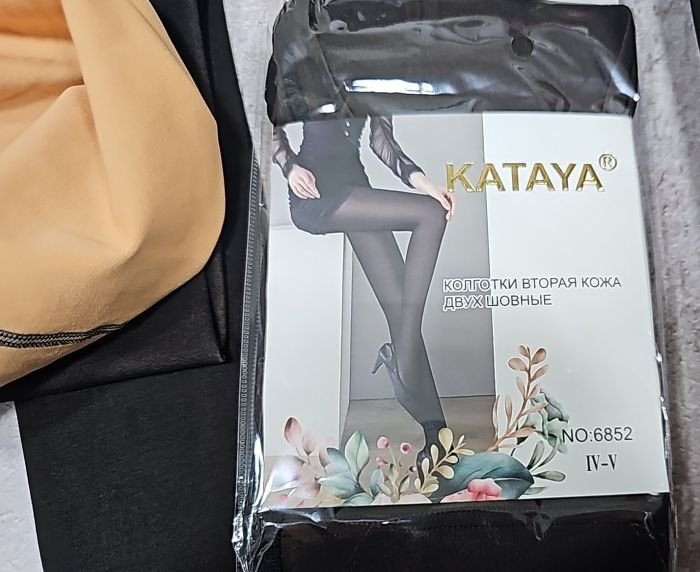 KATAYA®
КОЛГОТКИ ВТОРАЯ КОЖА
ДВУХ ШОВНЫЕ
NO:6852
IV-V